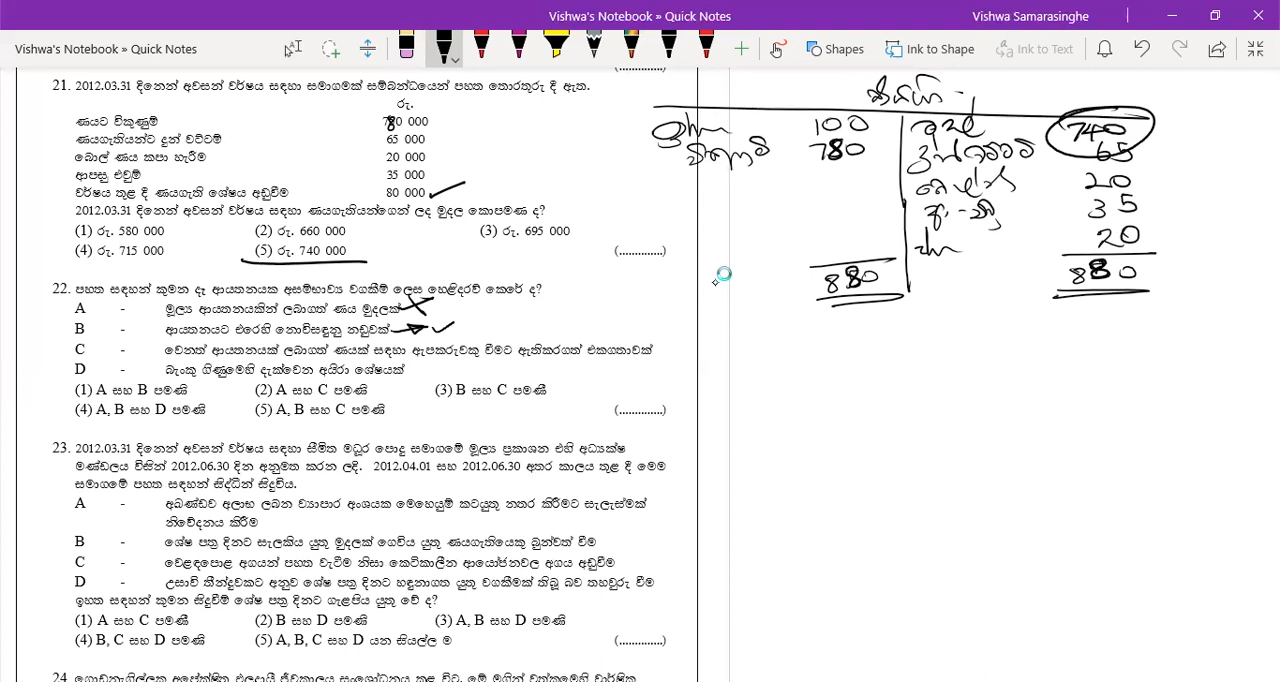 Vishwa's Notebook » Quick Notes
Vishwa Samarasinghe
Vishwa's Notebook » Quick Notes
Shapes
Ink to Shape
Ink to Text
(.............)
21. 2012.03.31 දිනෙන් අවසන් වර්ෂය සඳහා සමාගමක් සම්බන්ධයෙන් පහත තොරතුරු දී ඇත.
රු.
ණයට විකුණුම් 780 000
ණයගැතියන්ට දුන් වට්ටම් 65 000
බොල් ණය කපා හැරීම 20 000
ආපසු එවුම් 35 000
වර්ෂය තුළ දී ණයගැති ශේෂය අඩුවීම 80 000
2012.03.31 දිනෙන් අවසන් වර්ෂය සඳහා ණයගැතියන්ගෙන් ලද මුදල කොපමණ ද?
(1) රු. 580 000 (2) රු. 660 000 (3) රු. 695 000
(4) රු. 715 000 (5) රු. 740 000 (.............)
100 740
780 65
20
35
20
880 880
22. පහත සඳහන් කුමන දෑ ආයතනයක අසම්භාව්‍ය වගකීම් ලෙස හෙළිදරව් කෙරේ ද?
A - මූල්‍ය ආයතනයකින් ලබාගත් ණය මුදලක්
B - ආයතනයට එරෙහි නොවිසඳුනු නඩුවක්
C - වෙනත් ආයතනයක් ලබාගත් ණයක් සඳහා ඇපකරුවකු වීමට ඇතිකරගත් එකගතාවක්
D - බැංකු ගිණුමෙහි දැක්වෙන අයිරා ශේෂයක්
(1) A සහ B පමණි (2) A සහ C පමණි (3) B සහ C පමණී
(4) A, B සහ D පමණි (5) A, B සහ C පමණි (.............)
23. 2012.03.31 දිනෙන් අවසන් වර්ෂය සඳහා සීමිත මධුර පොදු සමාගමේ මූල්‍ය ප්‍රකාශන එහි අධ්‍යක්ෂ
මණ්ඩලය විසින් 2012.06.30 දින අනුමත කරන ලදි. 2012.04.01 සහ 2012.06.30 අතර කාලය තුළ දී මෙම
සමාගමේ පහත සඳහන් සිද්ධීන් සිදුවිය.
A - අඛණ්ඩව අලාභ ලබන ව්‍යාපාර අංශයක මෙහෙයුම් කටයුතු නතර කිරීමට සැලැස්මක්
නිවේදනය කිරීම
B - ශේෂ පත්‍ර දිනට සැලකිය යුතු මුදලක් ගෙවිය යුතු ණයගැතියෙකු බුන්වත් වීම
C - වෙළඳපොළ අගයන් පහත වැටීම නිසා කෙටිකාලීන ආයෝජනවල අගය අඩුවීම
D - උසාවි තීන්දුවකට අනුව ශේෂ පත්‍ර දිනට හඳුනාගත යුතු වගකීමක් තිබූ බව තහවුරු වීම
ඉහත සඳහන් කුමන සිදුවීම් ශේෂ පත්‍ර දිනට ගැළපිය යුතු වේ ද?
(1) A සහ C පමණී (2) B සහ D පමණි (3) A, B සහ D පමණි
(4) B, C සහ D පමණි (5) A, B, C සහ D යන සියල්ල ම (.............)